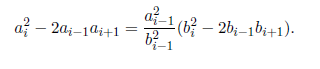 $a_i^2 - 2a_{i-1}a_{i+1} = \frac{a_{i-1}^2}{b_{i-1}^2}(b_i^2 - 2b_{i-1}b_{i+1}).$